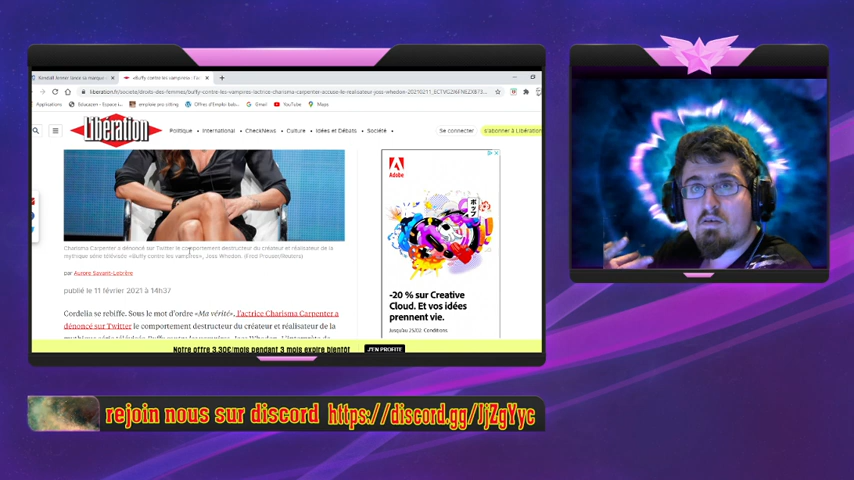 Kendall Jenner lance sa marque -
«Buffy contre les vampires» : l'a
liberation.fr/societe/droits-des-femmes/buffy-contre-les-vampires-lactrice-charisma-carpenter-accuse-le-realisateur-joss-whedon-20210211
Applications
Gmail
YouTube
Maps
Libération
Politique • International • CheckNews • Culture • Idées et Débats • Société •
Se connecter
s'abonner à Libération
Adobe
ポップ
-20 % sur Creative
Cloud. Et vos idées
prennent vie.
Jusqu'au 25/02. Conditions.
Charisma Carpenter a dénoncé sur Twitter le comportement destructeur du créateur et réalisateur de la
mythique série télévisée «Buffy contre les vampires», Joss Whedon. (Fred Prouser/Reuters)
par Aurore Savarit-Lebrère
publié le 11 février 2021 à 14h37
Cordelia se rebiffe. Sous le mot d'ordre «Ma vérité», l'actrice Charisma Carpenter a
dénoncé sur Twitter le comportement destructeur du créateur et réalisateur de la
Notre offre 3,30€/mois pendant 3 mois expire bientôt
J'EN PROFITE
rejoin nous sur discord https://discord.gg/JjZgYyc